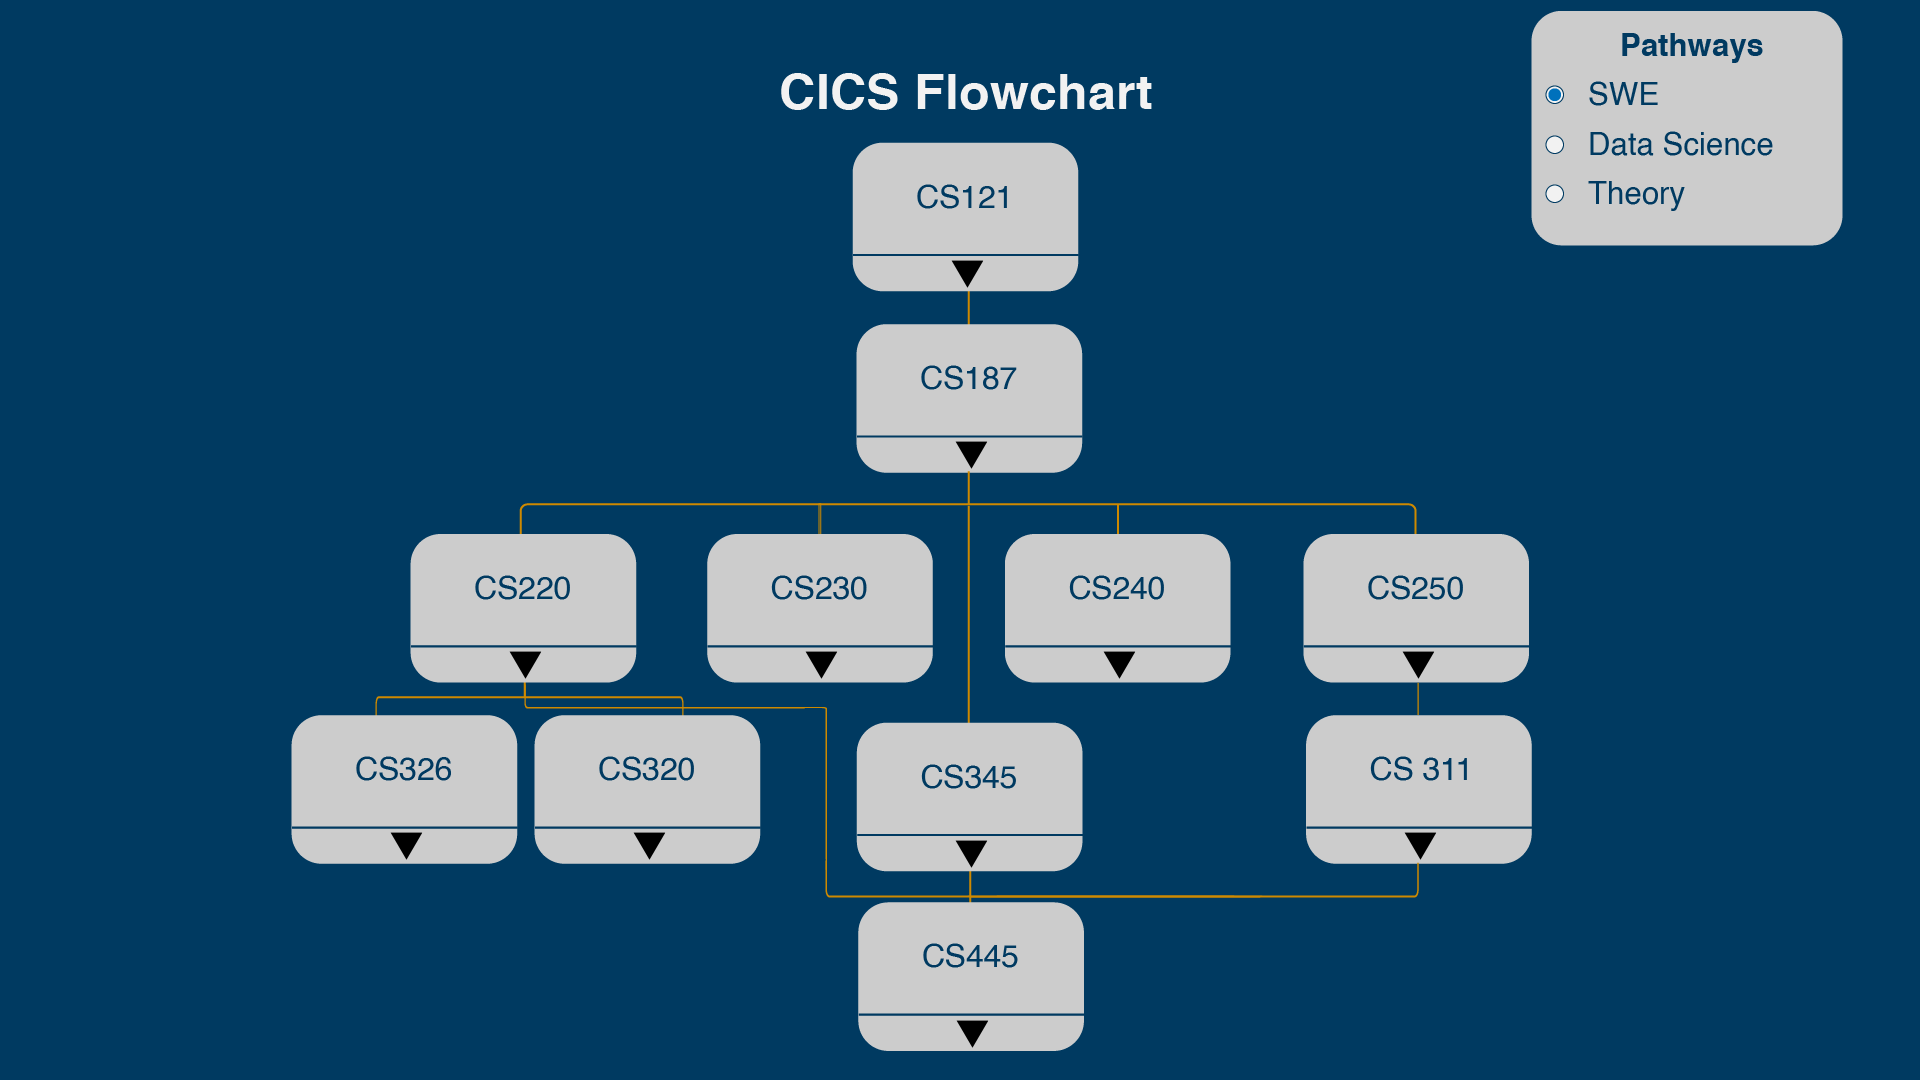 Pathways
SWE
Data Science
Theory
CICS Flowchart
CS121
CS187
CS220
CS230
CS240
CS250
CS326
CS320
CS345
CS 311
CS445